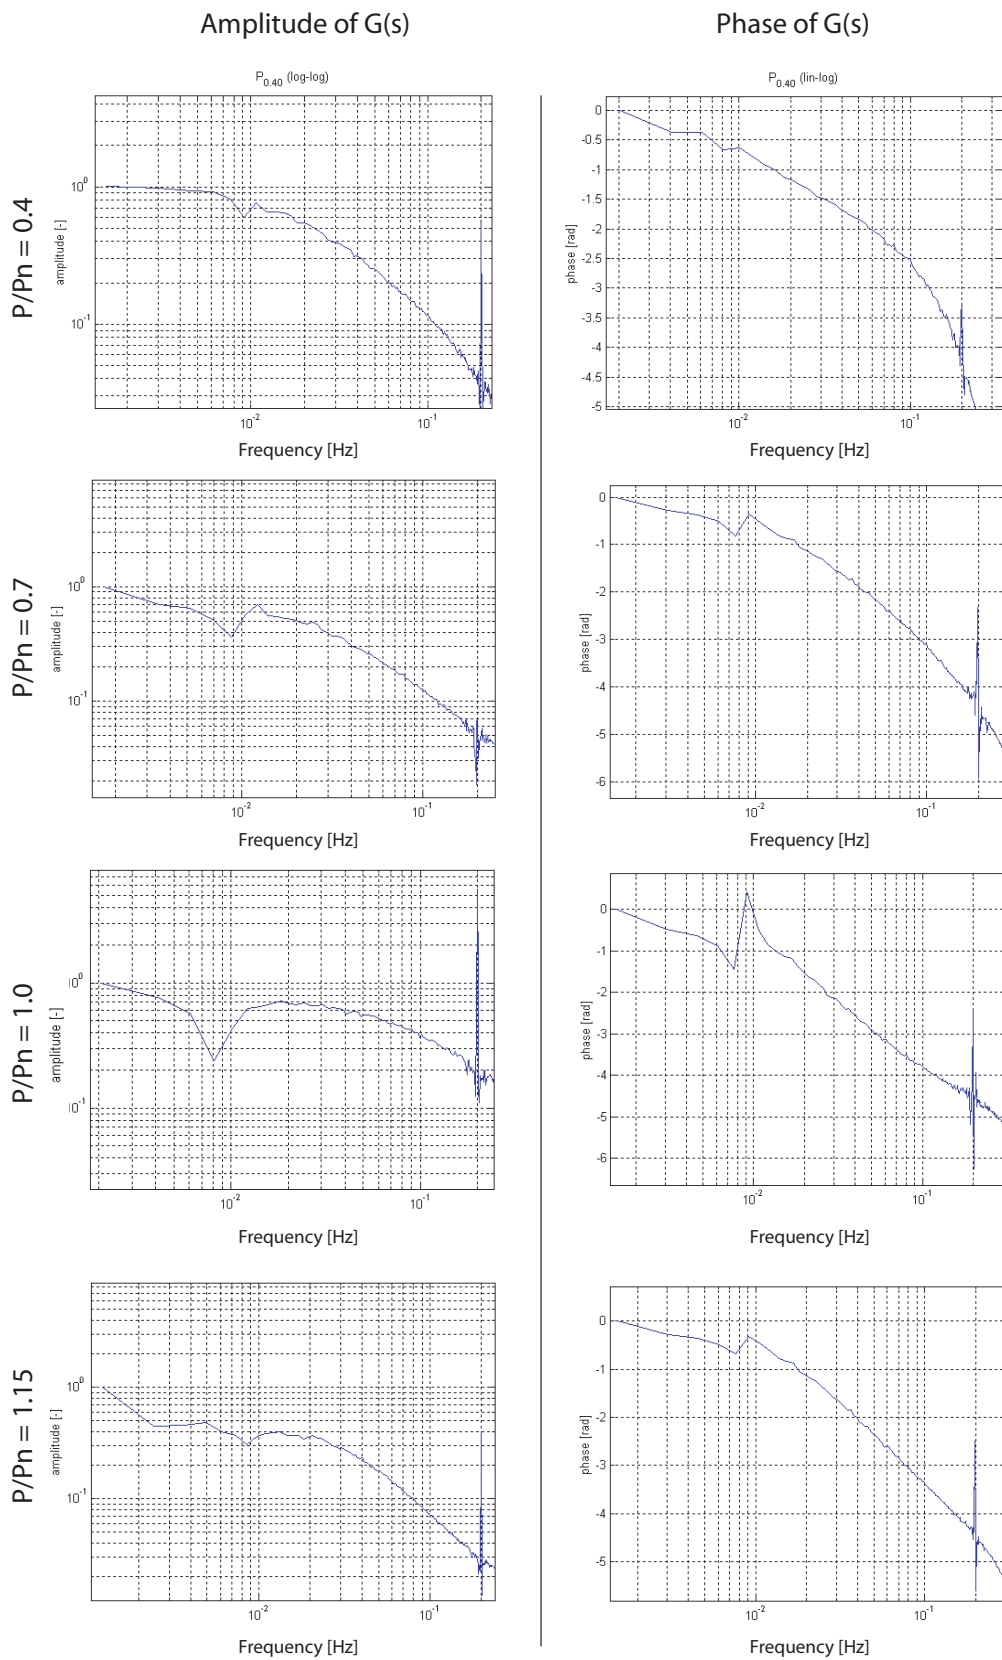 Amplitude of G(s)
Phase of G(s)
P/Pn = 0.4
P0.40 (log-log)
amplitude [-]
10^0
10^-1
10^-2
10^-1
Frequency [Hz]
P0.40 (lin-log)
phase [rad]
0
-0.5
-1
-1.5
-2
-2.5
-3
-3.5
-4
-4.5
-5
10^-2
10^-1
Frequency [Hz]
P/Pn = 0.7
amplitude [-]
10^0
10^-1
10^-2
10^-1
Frequency [Hz]
phase [rad]
0
-1
-2
-3
-4
-5
-6
10^-2
10^-1
Frequency [Hz]
P/Pn = 1.0
amplitude [-]
10^0
10^-1
10^-2
10^-1
Frequency [Hz]
phase [rad]
0
-1
-2
-3
-4
-5
-6
10^-2
10^-1
Frequency [Hz]
P/Pn = 1.15
amplitude [-]
10^0
10^-1
10^-2
10^-1
Frequency [Hz]
phase [rad]
0
-1
-2
-3
-4
-5
10^-2
10^-1
Frequency [Hz]